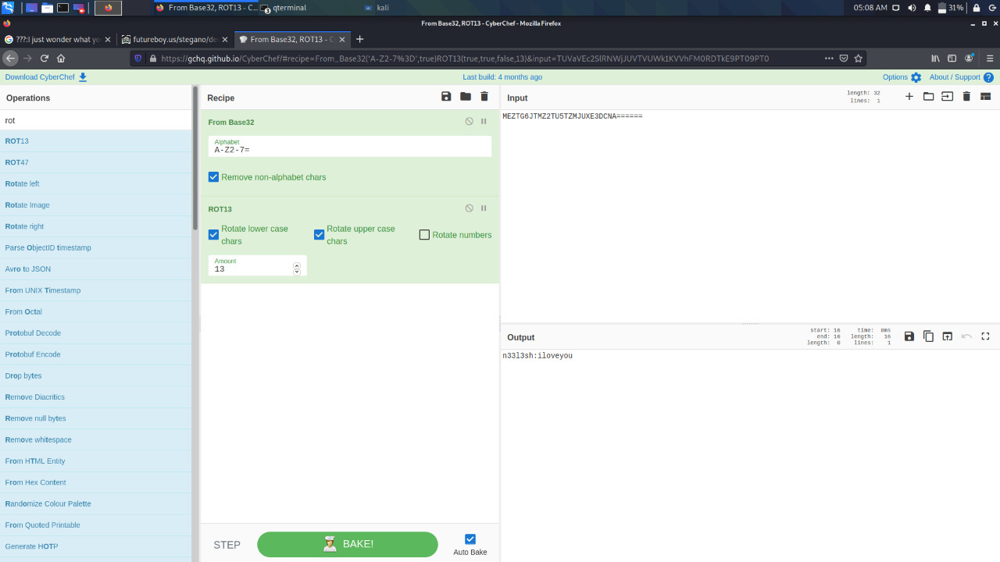 From Base32, ROT13 - C...
qterminal
3
kali
05:08 AM
31%
From Base32, ROT13 - CyberChef - Mozilla Firefox
???:I just wonder what yo
futureboy.us/stegano/de
From Base32, ROT13 - C
https://gchq.github.io/CyberChef/#recipe=From_Base32('A-Z2-7%3D',true)ROT13(true,true,false,13)&input=TUVaVEc2SlRNWjJUVTVUWk1KVVhFM0RDTkE9PT09PT0
Download CyberChef
Last build: 4 months ago
Options
About / Support
Operations
rot
ROT13
ROT47
Rotate left
Rotate Image
Rotate right
Parse ObjectID timestamp
Avro to JSON
From UNIX Timestamp
From Octal
Protobuf Decode
Protobuf Encode
Drop bytes
Remove Diacritics
Remove null bytes
Remove whitespace
From HTML Entity
From Hex Content
Randomize Colour Palette
From Quoted Printable
Generate HOTP
Recipe
From Base32
Alphabet
A-Z2-7=
Remove non-alphabet chars
ROT13
Rotate lower case
chars
Rotate upper case
chars
Rotate numbers
Amount
13
STEP
BAKE!
Auto Bake
Input
length: 32
lines: 1
MEZTG6JTMZ2TU5TZMJUXE3DCNA======
Output
start: 16 time: 8ms
end: 16 length: 16
length: 0 lines: 1
n33l3sh:iloveyou